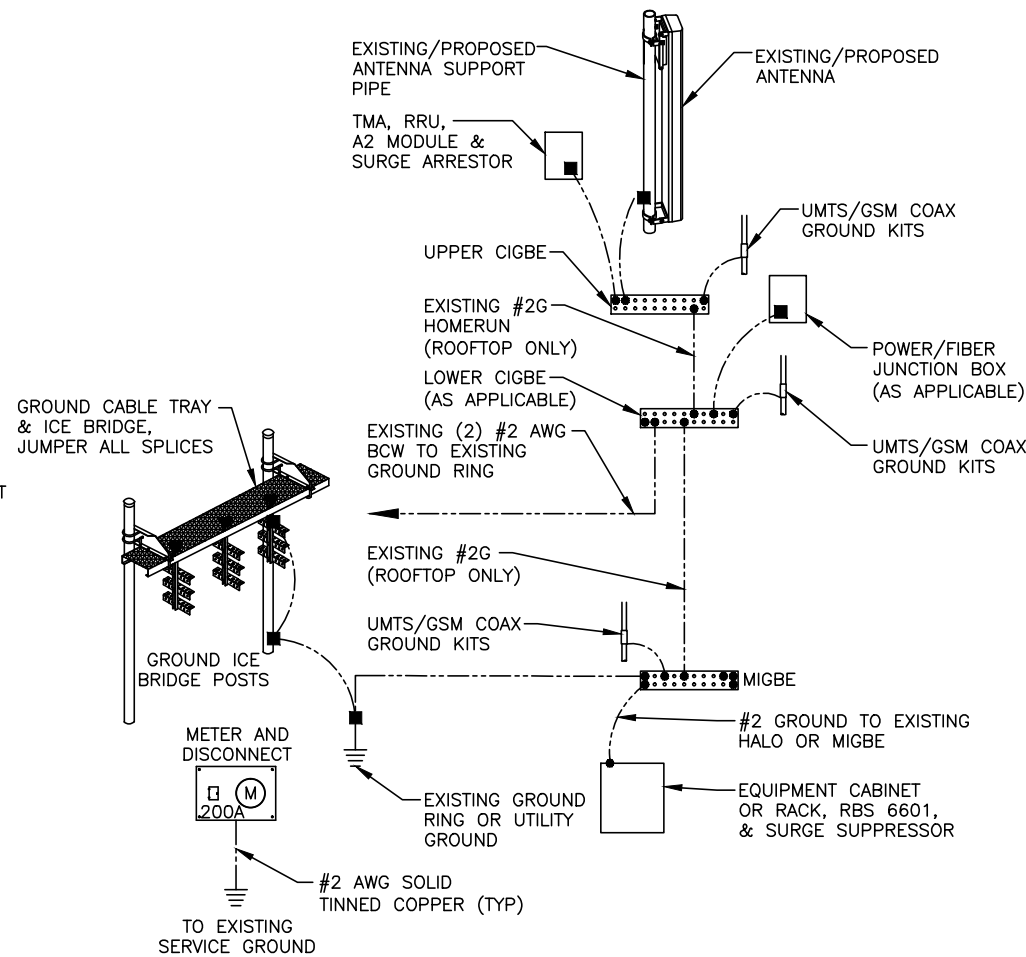 EXISTING/PROPOSED
ANTENNA SUPPORT
PIPE
EXISTING/PROPOSED
ANTENNA
TMA, RRU,
A2 MODULE &
SURGE ARRESTOR
UMTS/GSM COAX
GROUND KITS
UPPER CIGBE
EXISTING #2G
HOMERUN
(ROOFTOP ONLY)
POWER/FIBER
JUNCTION BOX
(AS APPLICABLE)
LOWER CIGBE
(AS APPLICABLE)
GROUND CABLE TRAY
& ICE BRIDGE,
JUMPER ALL SPLICES
EXISTING (2) #2 AWG
BCW TO EXISTING
GROUND RING
UMTS/GSM COAX
GROUND KITS
T
EXISTING #2G
(ROOFTOP ONLY)
UMTS/GSM COAX
GROUND KITS
GROUND ICE
BRIDGE POSTS
MIGBE
#2 GROUND TO EXISTING
HALO OR MIGBE
METER AND
DISCONNECT
M
200A
EXISTING GROUND
RING OR UTILITY
GROUND
EQUIPMENT CABINET
OR RACK, RBS 6601,
& SURGE SUPPRESSOR
#2 AWG SOLID
TINNED COPPER (TYP)
TO EXISTING
SERVICE GROUND